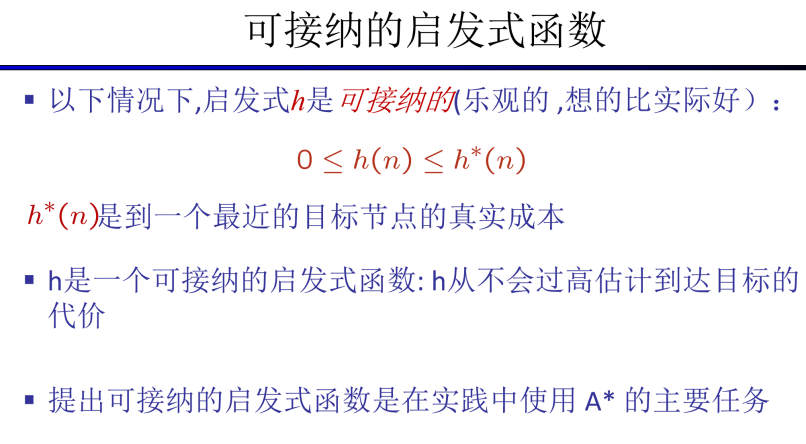 可接纳的启发式函数
▪ 以下情况下,启发式h是可接纳的(乐观的 ,想的比实际好）：
0 ≤ h(n) ≤ h*(n)
h*(n)是到一个最近的目标节点的真实成本
▪ h是一个可接纳的启发式函数: h从不会过高估计到达目标的
代价
▪ 提出可接纳的启发式函数是在实践中使用 A* 的主要任务